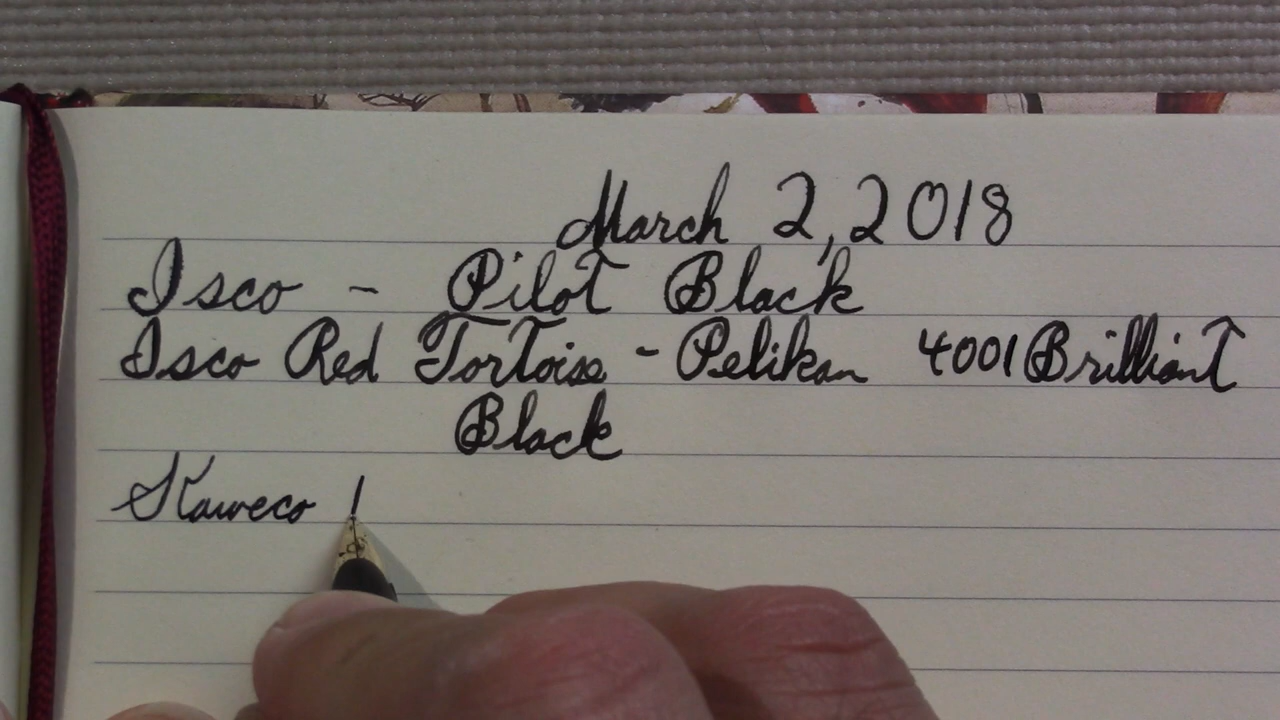 March 2, 2018
Isco - Pilot Black
Isco Red Tortoise - Pelikan 4001 Brilliant
Black
Kaweco